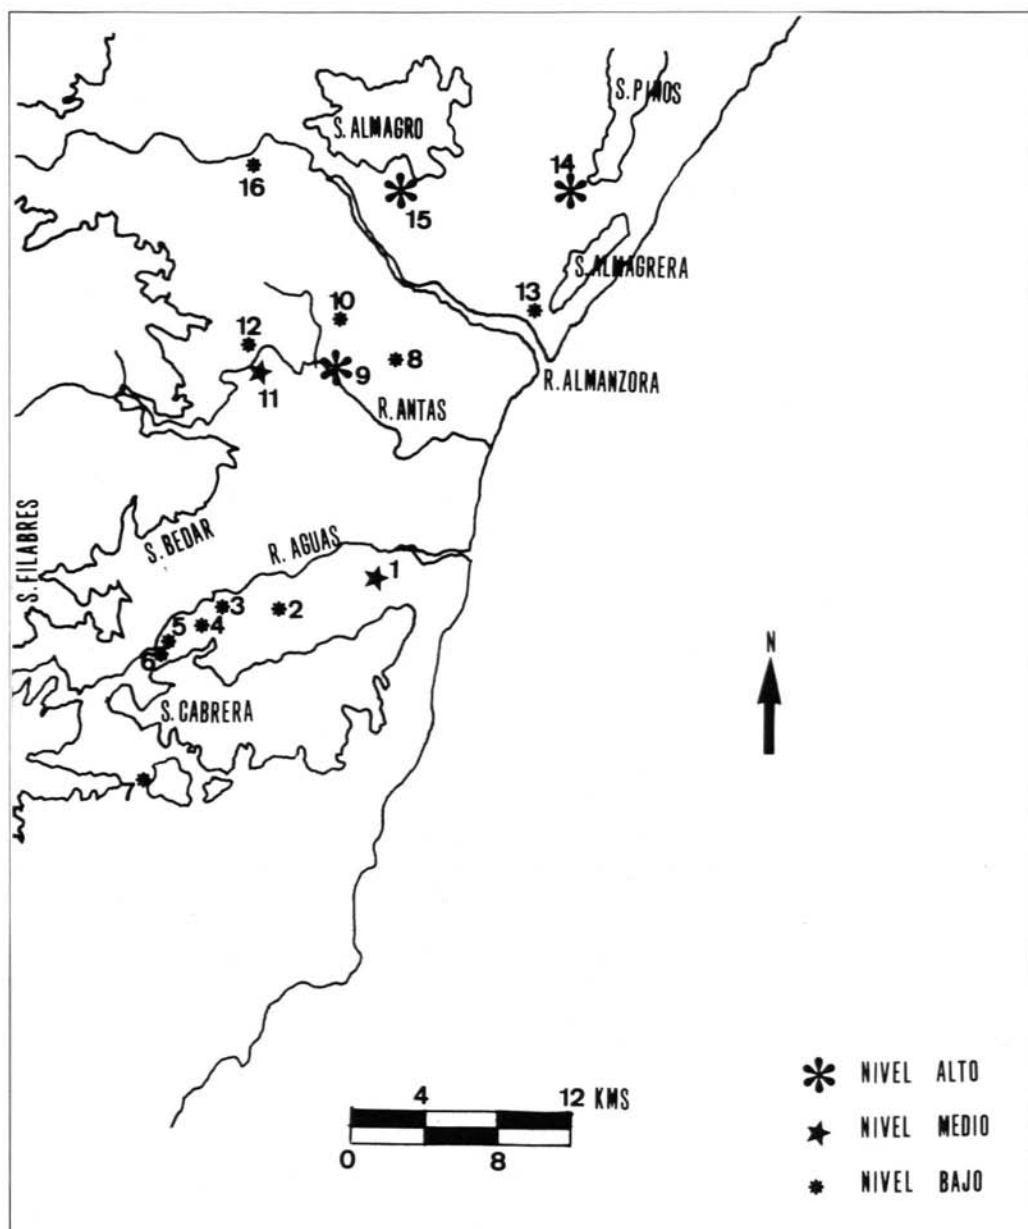 S. PINOS
S. ALMAGRO
14
16
15
S. ALMAGRERA
13
10
12
8
9
R. ALMANZORA
11
R. ANTAS
S. FILABRES
S. BEDAR
R. AGUAS
1
3
2
5
4
6
N
S. CABRERA
7
NIVEL ALTO
4 12 KMS
NIVEL MEDIO
0 8
NIVEL BAJO